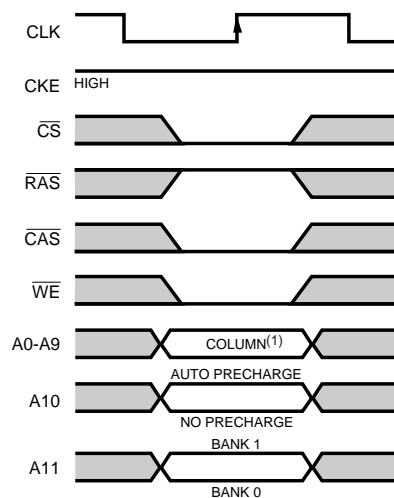 CLK
CKE HIGH
CS
RAS
CAS
WE
A0-A9 COLUMN(1)
AUTO PRECHARGE
A10
NO PRECHARGE
BANK 1
A11
BANK 0